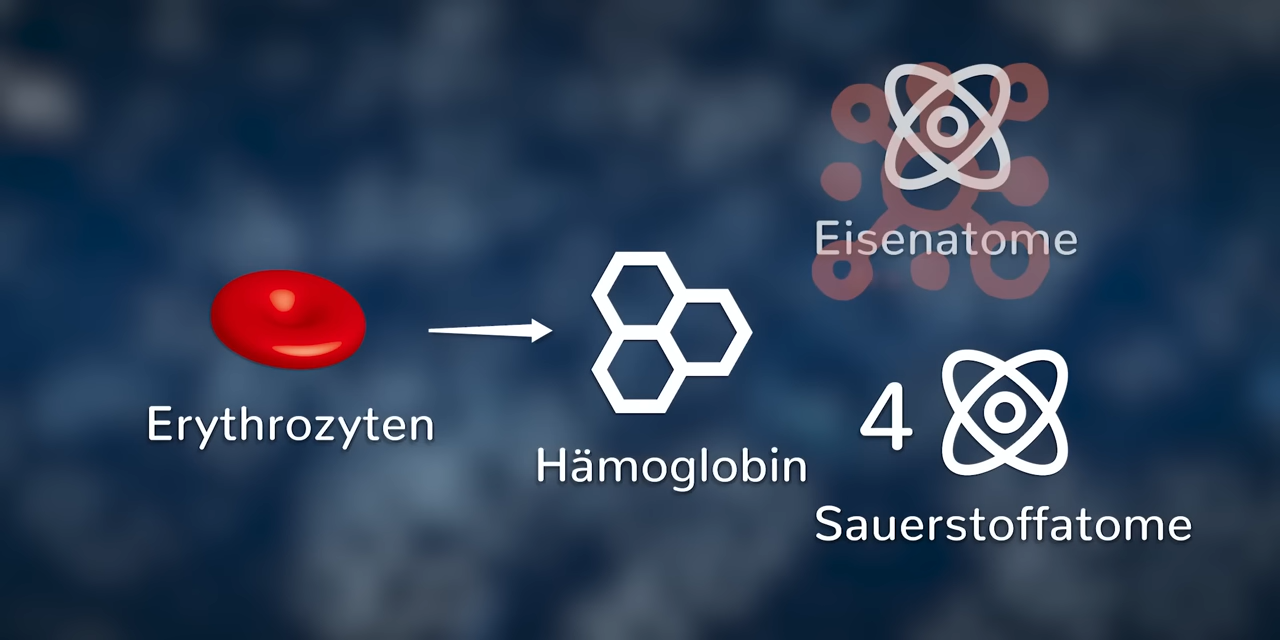 Eisenatome
Erythrozyten
Hämoglobin
4
Sauerstoffatome